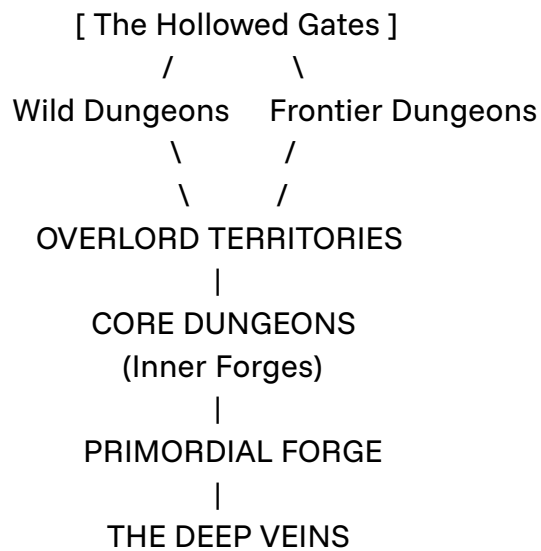 [ The Hollowed Gates ]
/ \
Wild Dungeons Frontier Dungeons
\ /
\ /
OVERLORD TERRITORIES
|
CORE DUNGEONS
(Inner Forges)
|
PRIMORDIAL FORGE
|
THE DEEP VEINS